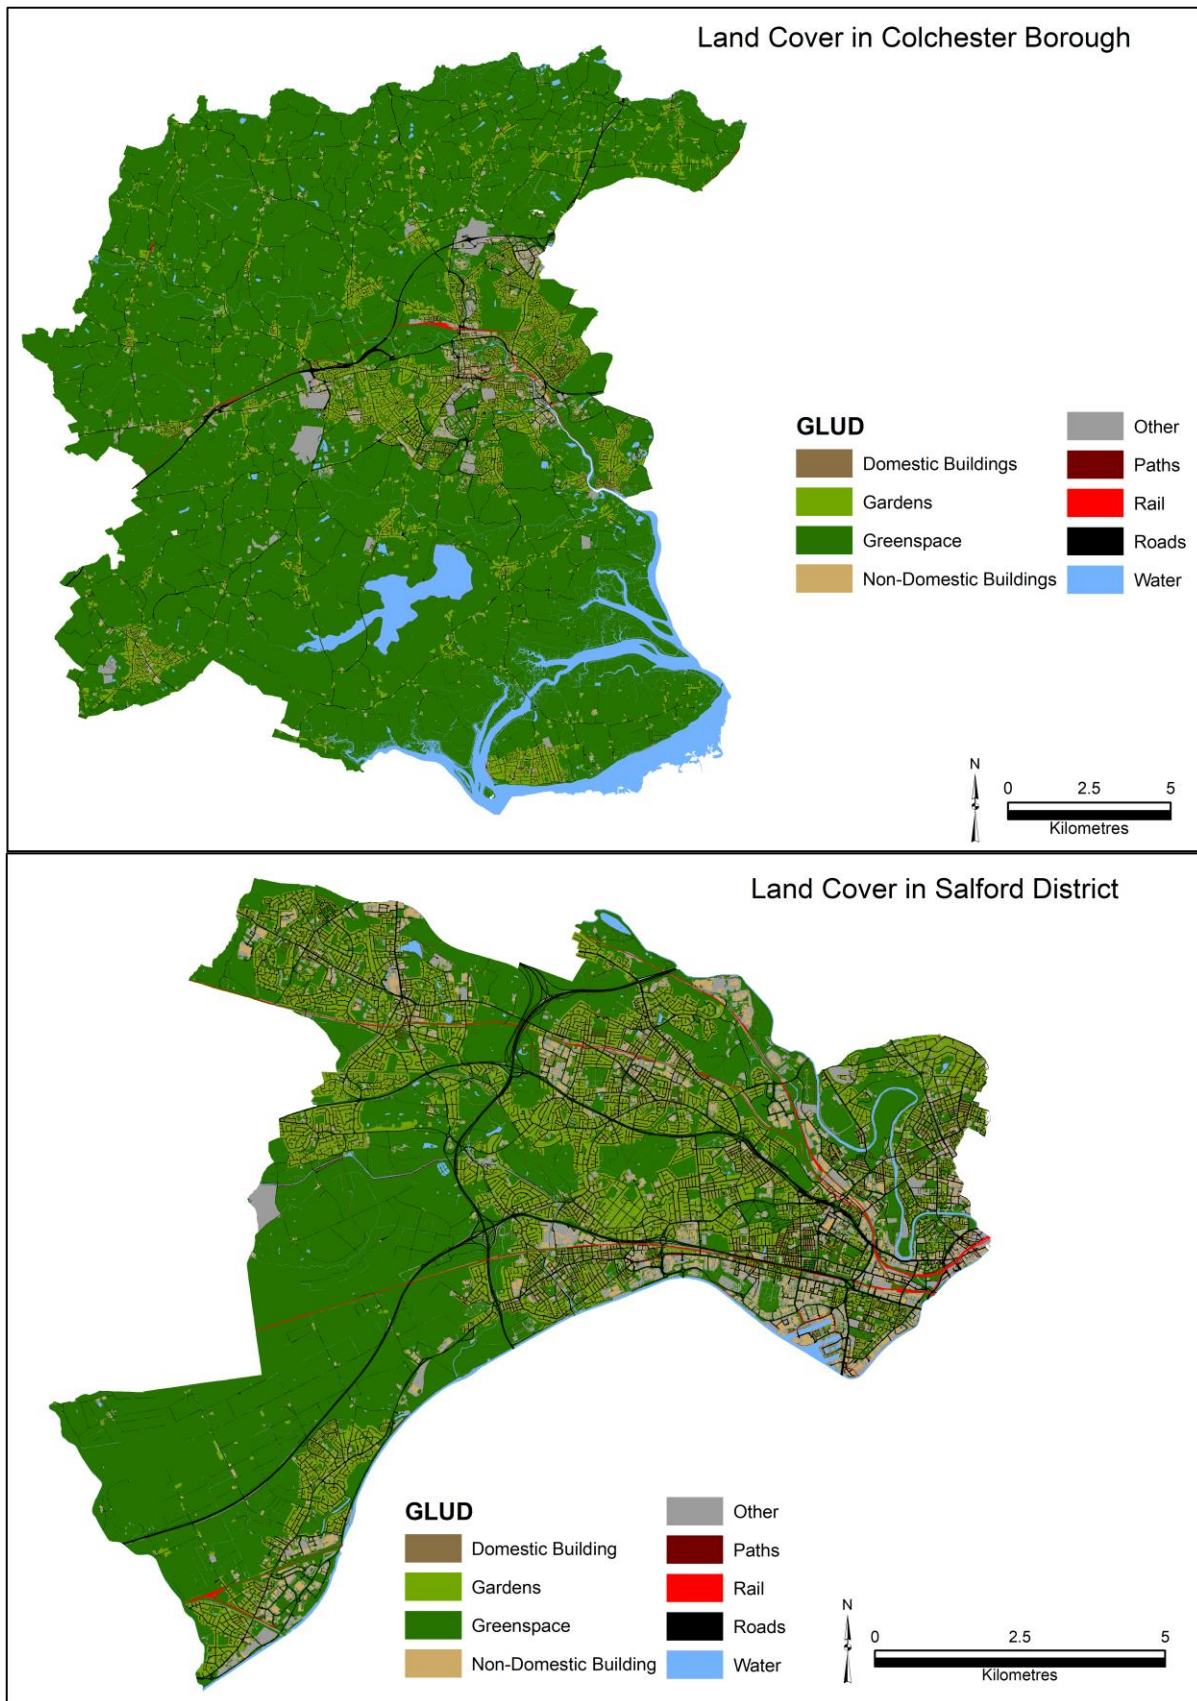 Land Cover in Colchester Borough
GLUD
Domestic Buildings
Gardens
Greenspace
Non-Domestic Buildings
Other
Paths
Rail
Roads
Water
N
0 2.5 5
Kilometres
Land Cover in Salford District
GLUD
Domestic Building
Gardens
Greenspace
Non-Domestic Building
Other
Paths
Rail
Roads
Water
N
0 2.5 5
Kilometres